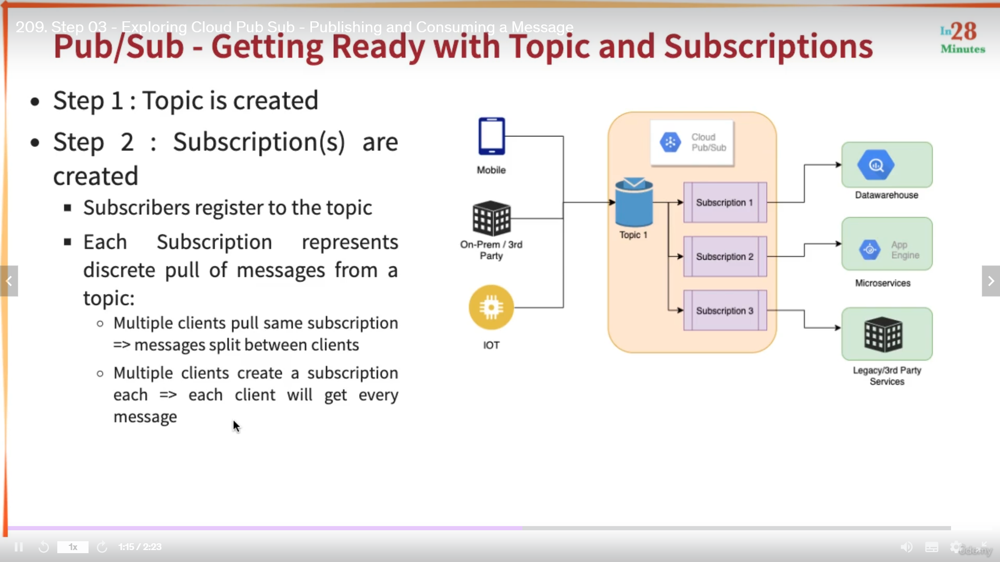 209. Step 03 - Exploring Cloud Pub Sub - Publishing and Consuming a Message
Pub/Sub - Getting Ready with Topic and Subscriptions
In28
Minutes
• Step 1 : Topic is created
• Step 2 : Subscription(s) are
created
▪ Subscribers register to the topic
▪ Each Subscription represents
discrete pull of messages from a
topic:
○ Multiple clients pull same subscription
=> messages split between clients
○ Multiple clients create a subscription
each => each client will get every
message
Mobile
On-Prem / 3rd
Party
IOT
Cloud
Pub/Sub
Topic 1
Subscription 1
Subscription 2
Subscription 3
Datawarehouse
App
Engine
Microservices
Legacy/3rd Party
Services
1x
1:15 / 2:23
udemy